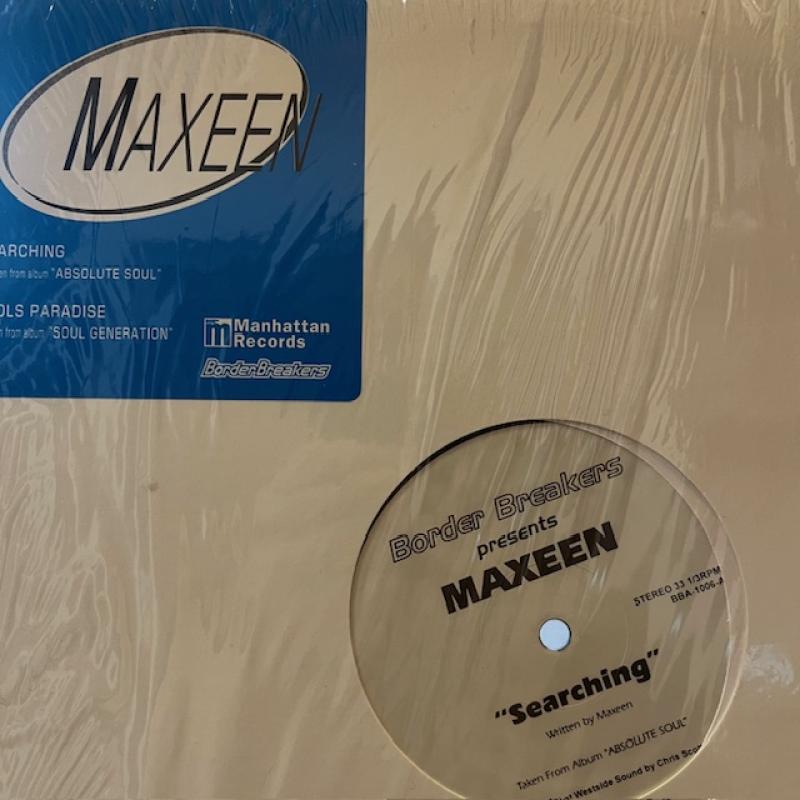 MAXEEN
ARCHING
en from album "ABSOLUTE SOUL"
OLS PARADISE
n from album "SOUL GENERATION"
Manhattan
Records
BorderBreakers
Border Breakers
presents
MAXEEN
STEREO 33 1/3RPM
BBA-1006-A
"Searching"
Written by Maxeen
Taken From Album "ABSOLUTE SOUL"
at Westside Sound by Chris Scott